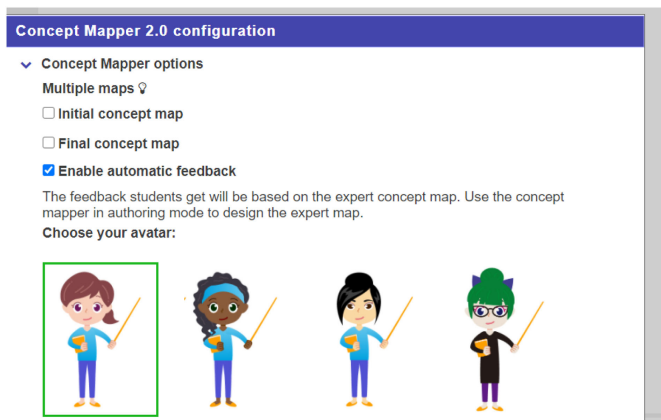 Concept Mapper 2.0 configuration
Concept Mapper options
Multiple maps
Initial concept map
Final concept map
Enable automatic feedback
The feedback students get will be based on the expert concept map. Use the concept
mapper in authoring mode to design the expert map.
Choose your avatar: